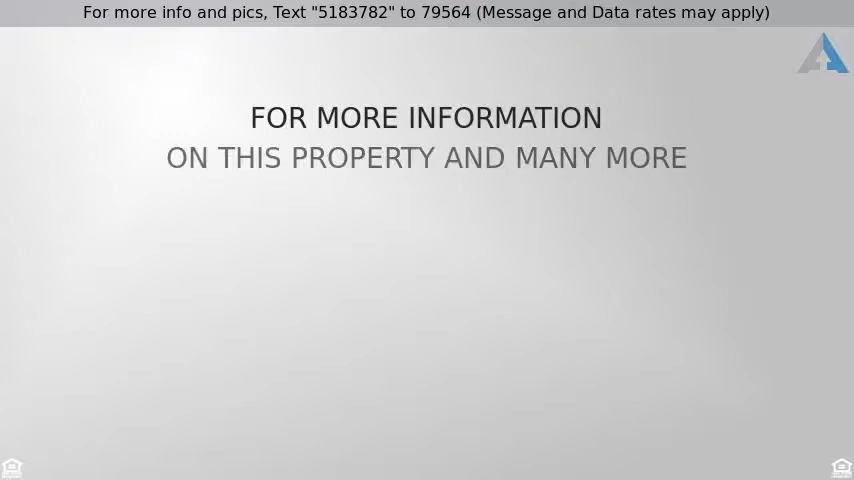 For more info and pics, Text "5183782" to 79564 (Message and Data rates may apply)
FOR MORE INFORMATION
ON THIS PROPERTY AND MANY MORE